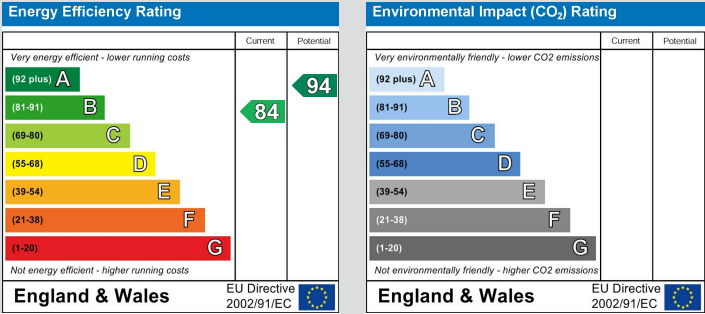 Energy Efficiency Rating
Current Potential
Very energy efficient - lower running costs
(92 plus) A
94
(81-91) B
84
(69-80) C
(55-68) D
(39-54) E
(21-38) F
(1-20) G
Not energy efficient - higher running costs
England & Wales
EU Directive
2002/91/EC
Environmental Impact (CO₂) Rating
Current Potential
Very environmentally friendly - lower CO2 emissions
(92 plus) A
(81-91) B
(69-80) C
(55-68) D
(39-54) E
(21-38) F
(1-20) G
Not environmentally friendly - higher CO2 emissions
England & Wales
EU Directive
2002/91/EC